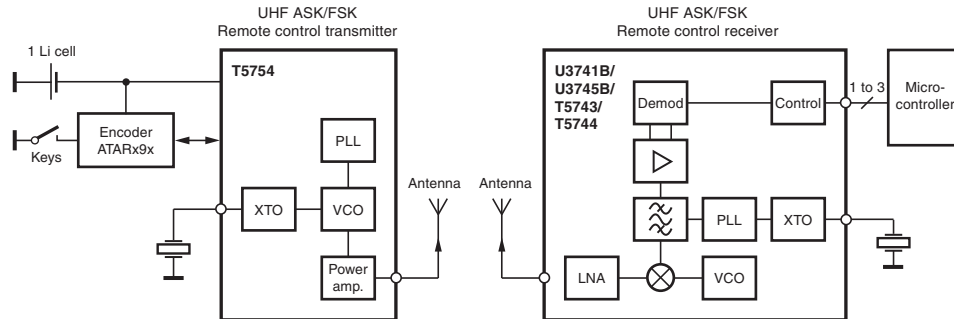 UHF ASK/FSK
Remote control transmitter
1 Li cell
T5754
Encoder
ATARx9x
Keys
PLL
XTO
VCO
Power
amp.
Antenna
Antenna
UHF ASK/FSK
Remote control receiver
U3741B/
U3745B/
T5743/
T5744
Demod
Control
1 to 3
Micro-
controller
PLL
XTO
LNA
VCO